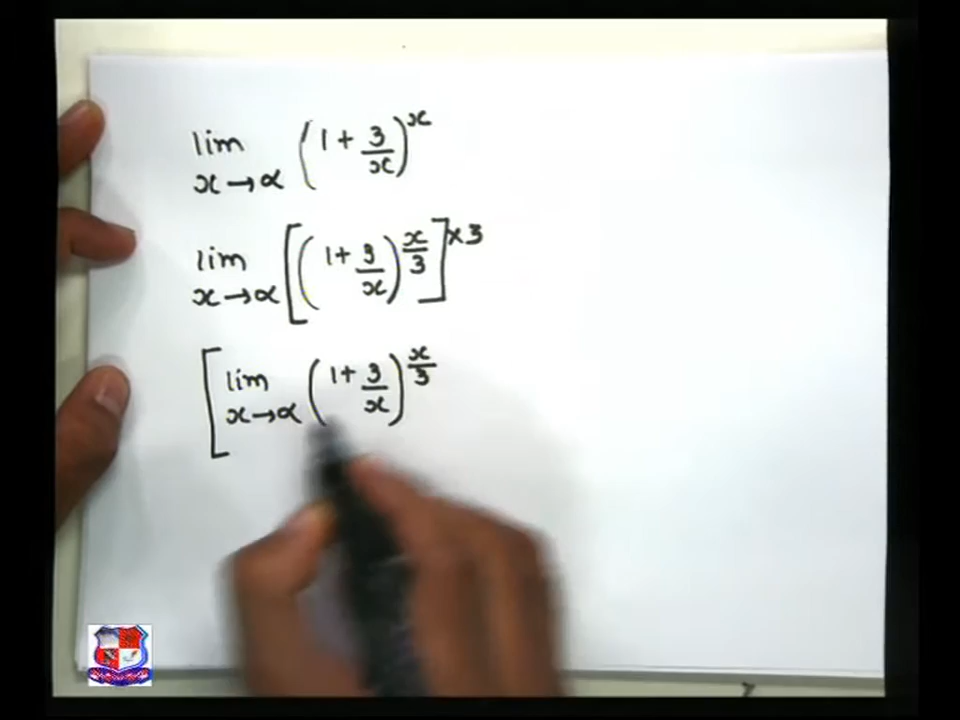 lim x→α (1 + 3/x)^x
lim x→α [(1 + 3/x)^x/3]^×3
[lim x→α (1 + 3/x)^x/3